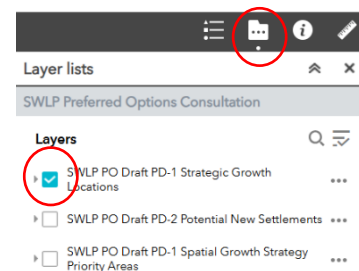 Layer lists
SWLP Preferred Options Consultation
Layers
SWLP PO Draft PD-1 Strategic Growth
Locations
SWLP PO Draft PD-2 Potential New Settlements
SWLP PO Draft PD-1 Spatial Growth Strategy
Priority Areas